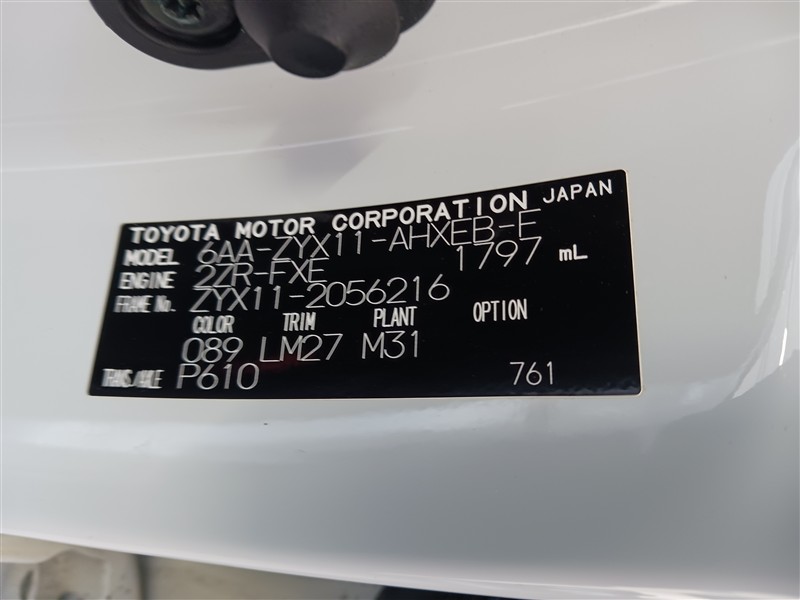 TOYOTA MOTOR CORPORATION JAPAN
MODEL 6AA-ZYX11-AHXEB-E
ENGINE 2ZR-FXE 1797 mL
FRAME No. ZYX11-2056216
COLOR TRIM PLANT OPTION
089 LM27 M31
TRANS/AXLE P610 761